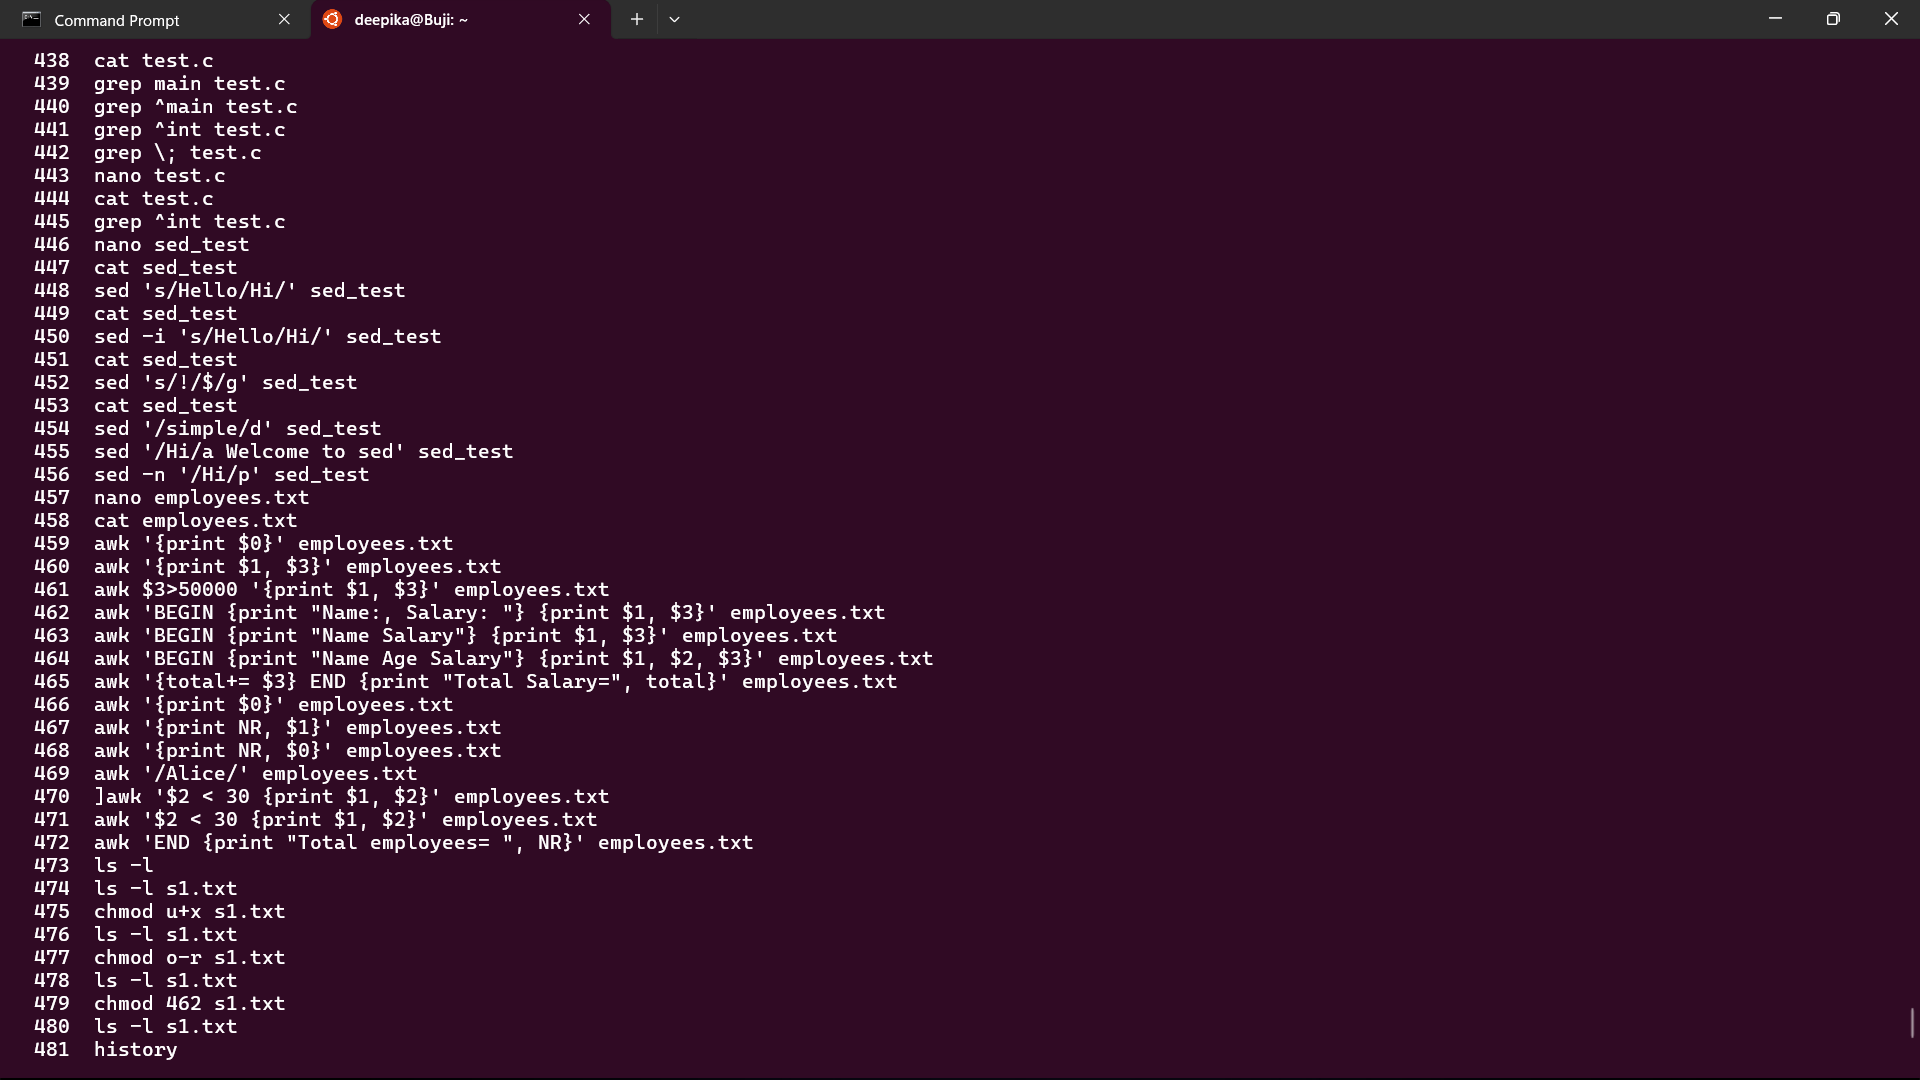 Command Prompt
deepika@Buji: ~
438 cat test.c
439 grep main test.c
440 grep ^main test.c
441 grep ^int test.c
442 grep \; test.c
443 nano test.c
444 cat test.c
445 grep ^int test.c
446 nano sed_test
447 cat sed_test
448 sed 's/Hello/Hi/' sed_test
449 cat sed_test
450 sed -i 's/Hello/Hi/' sed_test
451 cat sed_test
452 sed 's/!/$/g' sed_test
453 cat sed_test
454 sed '/simple/d' sed_test
455 sed '/Hi/a Welcome to sed' sed_test
456 sed -n '/Hi/p' sed_test
457 nano employees.txt
458 cat employees.txt
459 awk '{print $0}' employees.txt
460 awk '{print $1, $3}' employees.txt
461 awk $3>50000 '{print $1, $3}' employees.txt
462 awk 'BEGIN {print "Name:, Salary: "} {print $1, $3}' employees.txt
463 awk 'BEGIN {print "Name Salary"} {print $1, $3}' employees.txt
464 awk 'BEGIN {print "Name Age Salary"} {print $1, $2, $3}' employees.txt
465 awk '{total+= $3} END {print "Total Salary=", total}' employees.txt
466 awk '{print $0}' employees.txt
467 awk '{print NR, $1}' employees.txt
468 awk '{print NR, $0}' employees.txt
469 awk '/Alice/' employees.txt
470 ]awk '$2 < 30 {print $1, $2}' employees.txt
471 awk '$2 < 30 {print $1, $2}' employees.txt
472 awk 'END {print "Total employees= ", NR}' employees.txt
473 ls -l
474 ls -l s1.txt
475 chmod u+x s1.txt
476 ls -l s1.txt
477 chmod o-r s1.txt
478 ls -l s1.txt
479 chmod 462 s1.txt
480 ls -l s1.txt
481 history